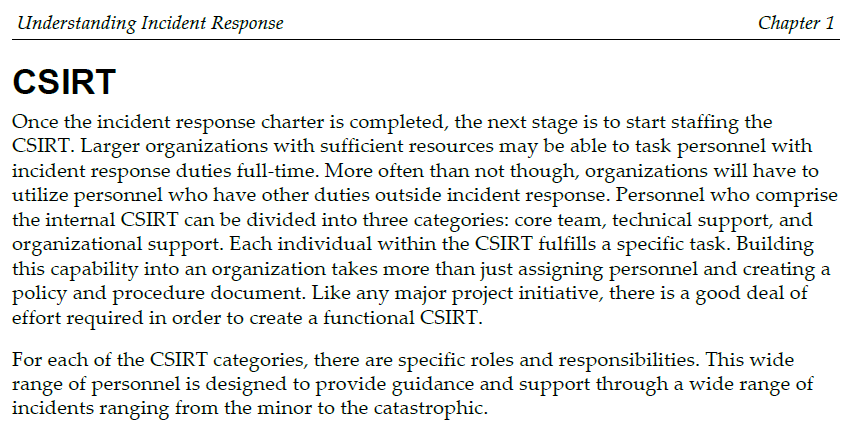 Understanding Incident Response Chapter 1
CSIRT
Once the incident response charter is completed, the next stage is to start staffing the
CSIRT. Larger organizations with sufficient resources may be able to task personnel with
incident response duties full-time. More often than not though, organizations will have to
utilize personnel who have other duties outside incident response. Personnel who comprise
the internal CSIRT can be divided into three categories: core team, technical support, and
organizational support. Each individual within the CSIRT fulfills a specific task. Building
this capability into an organization takes more than just assigning personnel and creating a
policy and procedure document. Like any major project initiative, there is a good deal of
effort required in order to create a functional CSIRT.
For each of the CSIRT categories, there are specific roles and responsibilities. This wide
range of personnel is designed to provide guidance and support through a wide range of
incidents ranging from the minor to the catastrophic.